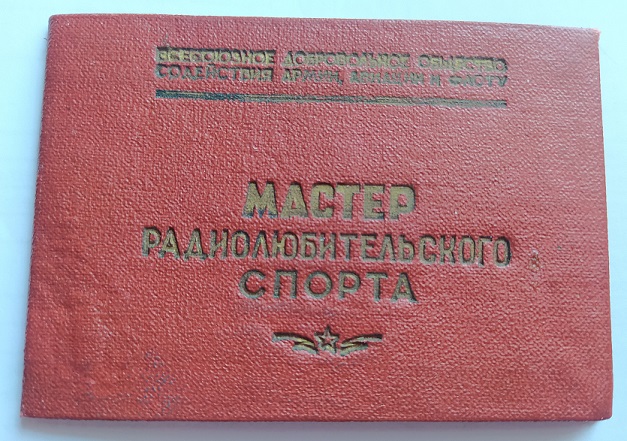 ВСЕСОЮЗНОЕ ДОБРОВОЛЬНОЕ ОБЩЕСТВО
СОДЕЙСТВИЯ АРМИИ, АВИАЦИИ И ФЛОТУ
МАСТЕР
РАДИОЛЮБИТЕЛЬСКОГО
СПОРТА